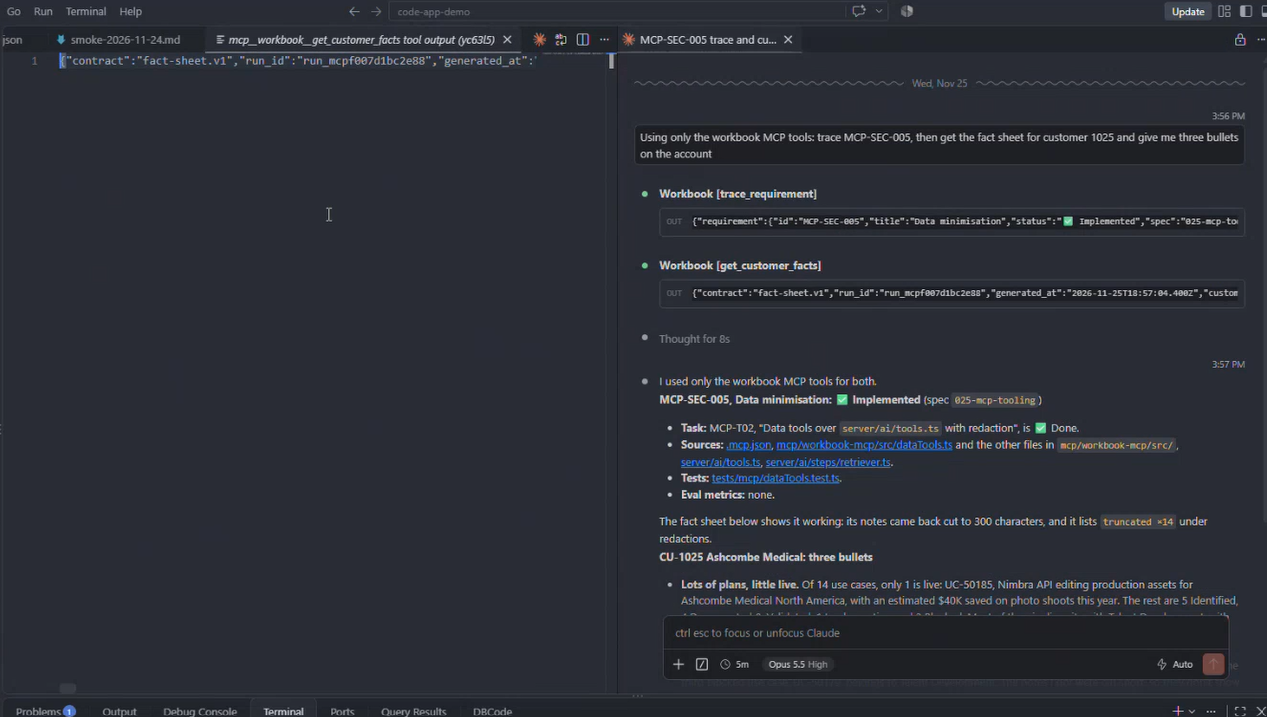 Go Run Terminal Help
code-app-demo
Update
json
smoke-2026-11-24.md
mcp__workbook__get_customer_facts tool output (yc63l5)
MCP-SEC-005 trace and cu...
1
{"contract":"fact-sheet.v1","run_id":"run_mcpf007d1bc2e88","generated_at":"
Wed, Nov 25
3:56 PM
Using only the workbook MCP tools: trace MCP-SEC-005, then get the fact sheet for customer 1025 and give me three bullets
on the account
Workbook [trace_requirement]
OUT {"requirement":{"id":"MCP-SEC-005","title":"Data minimisation","status":"✅ Implemented","spec":"025-mcp-too
Workbook [get_customer_facts]
OUT {"contract":"fact-sheet.v1","run_id":"run_mcpf007d1bc2e88","generated_at":"2026-11-25T18:57:04.400Z","custom
Thought for 8s
3:57 PM
I used only the workbook MCP tools for both.
MCP-SEC-005, Data minimisation: ✅ Implemented (spec 025-mcp-tooling)
Task: MCP-T02, "Data tools over server/ai/tools.ts with redaction", is ✅ Done.
Sources: .mcp.json, mcp/workbook-mcp/src/dataTools.ts and the other files in mcp/workbook-mcp/src/,
server/ai/tools.ts, server/ai/steps/retriever.ts.
Tests: tests/mcp/dataTools.test.ts.
Eval metrics: none.
The fact sheet below shows it working: its notes came back cut to 300 characters, and it lists truncated ×14 under
redactions.
CU-1025 Ashcombe Medical: three bullets
Lots of plans, little live. Of 14 use cases, only 1 is live: UC-50185, Nimbra API editing production assets for
Ashcombe Medical North America, with an estimated $40K saved on photo shoots this year. The rest are 5 Identified,
ctrl esc to focus or unfocus Claude
5m
Opus 5.5 High
Auto
Problems 1 Output Debug Console Terminal Ports Query Results DBCode